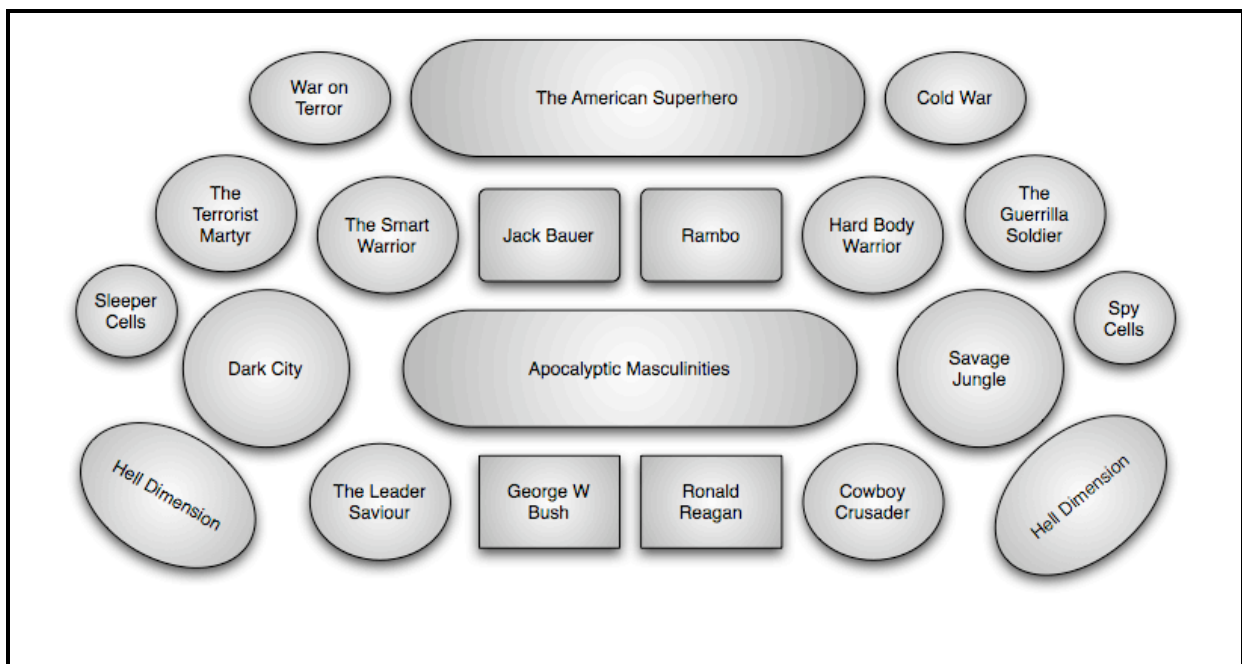 War on
Terror
The American Superhero
Cold War
The
Terrorist
Martyr
The Smart
Warrior
Jack Bauer
Rambo
Hard Body
Warrior
The
Guerrilla
Soldier
Sleeper
Cells
Dark City
Apocalyptic Masculinities
Savage
Jungle
Spy
Cells
Hell Dimension
The Leader
Saviour
George W
Bush
Ronald
Reagan
Cowboy
Crusader
Hell Dimension